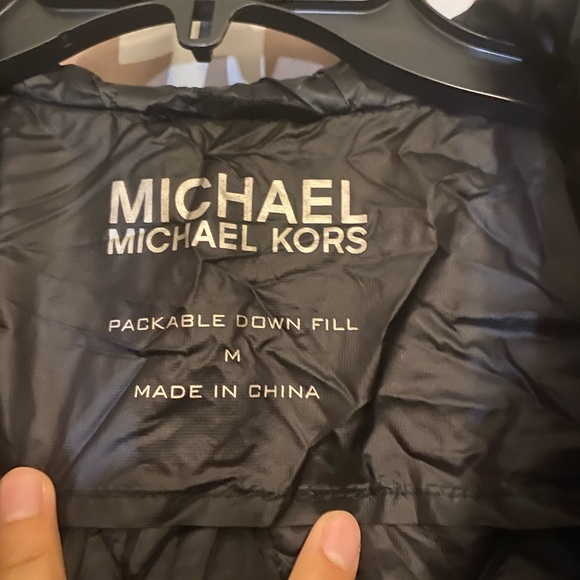 MICHAEL
MICHAEL KORS
PACKABLE DOWN FILL
M
MADE IN CHINA